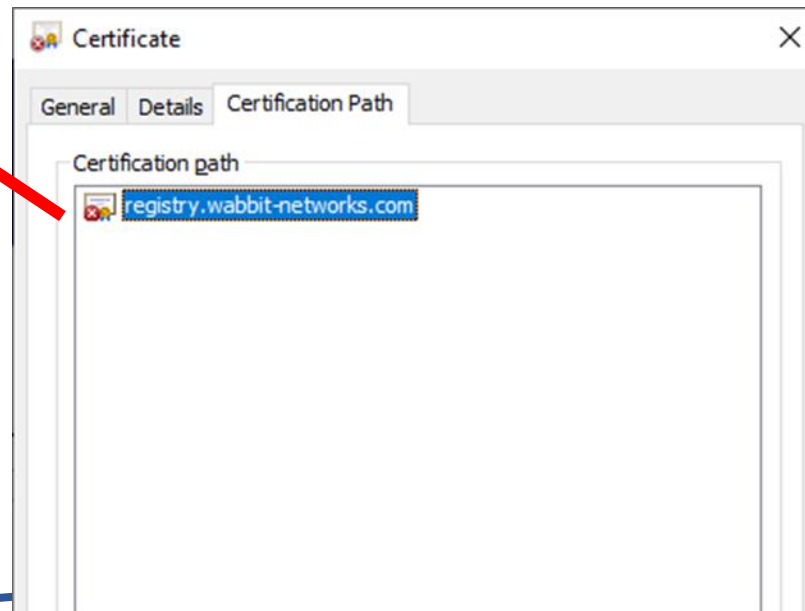 Certificate
General Details Certification Path
Certification path
registry.wabbit-networks.com